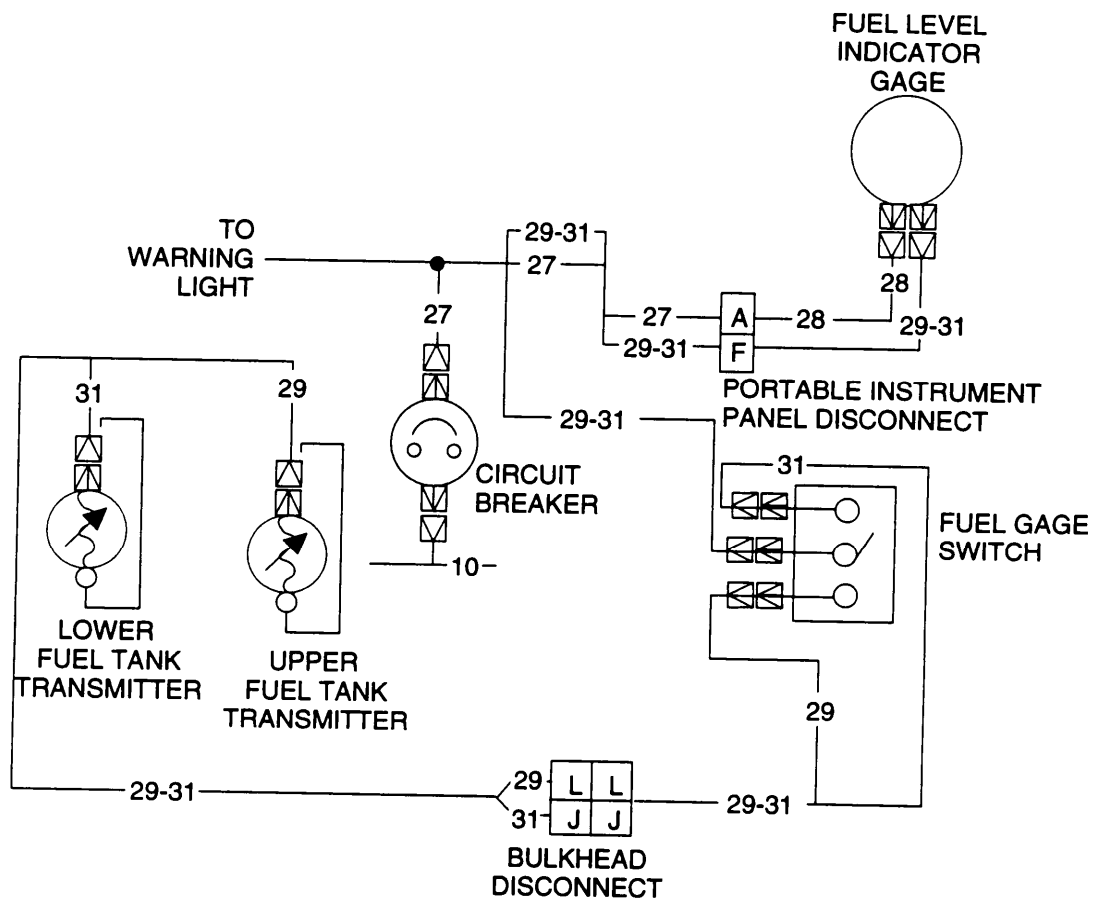 FUEL LEVEL
INDICATOR
GAGE
TO
WARNING
LIGHT
29-31
27
28
27
27
A
28
29-31
29-31
F
31
29
PORTABLE INSTRUMENT
PANEL DISCONNECT
29-31
31
CIRCUIT
BREAKER
FUEL GAGE
SWITCH
10
LOWER
FUEL TANK
TRANSMITTER
UPPER
FUEL TANK
TRANSMITTER
29
29-31
29
L
L
29-31
31
J
J
BULKHEAD
DISCONNECT